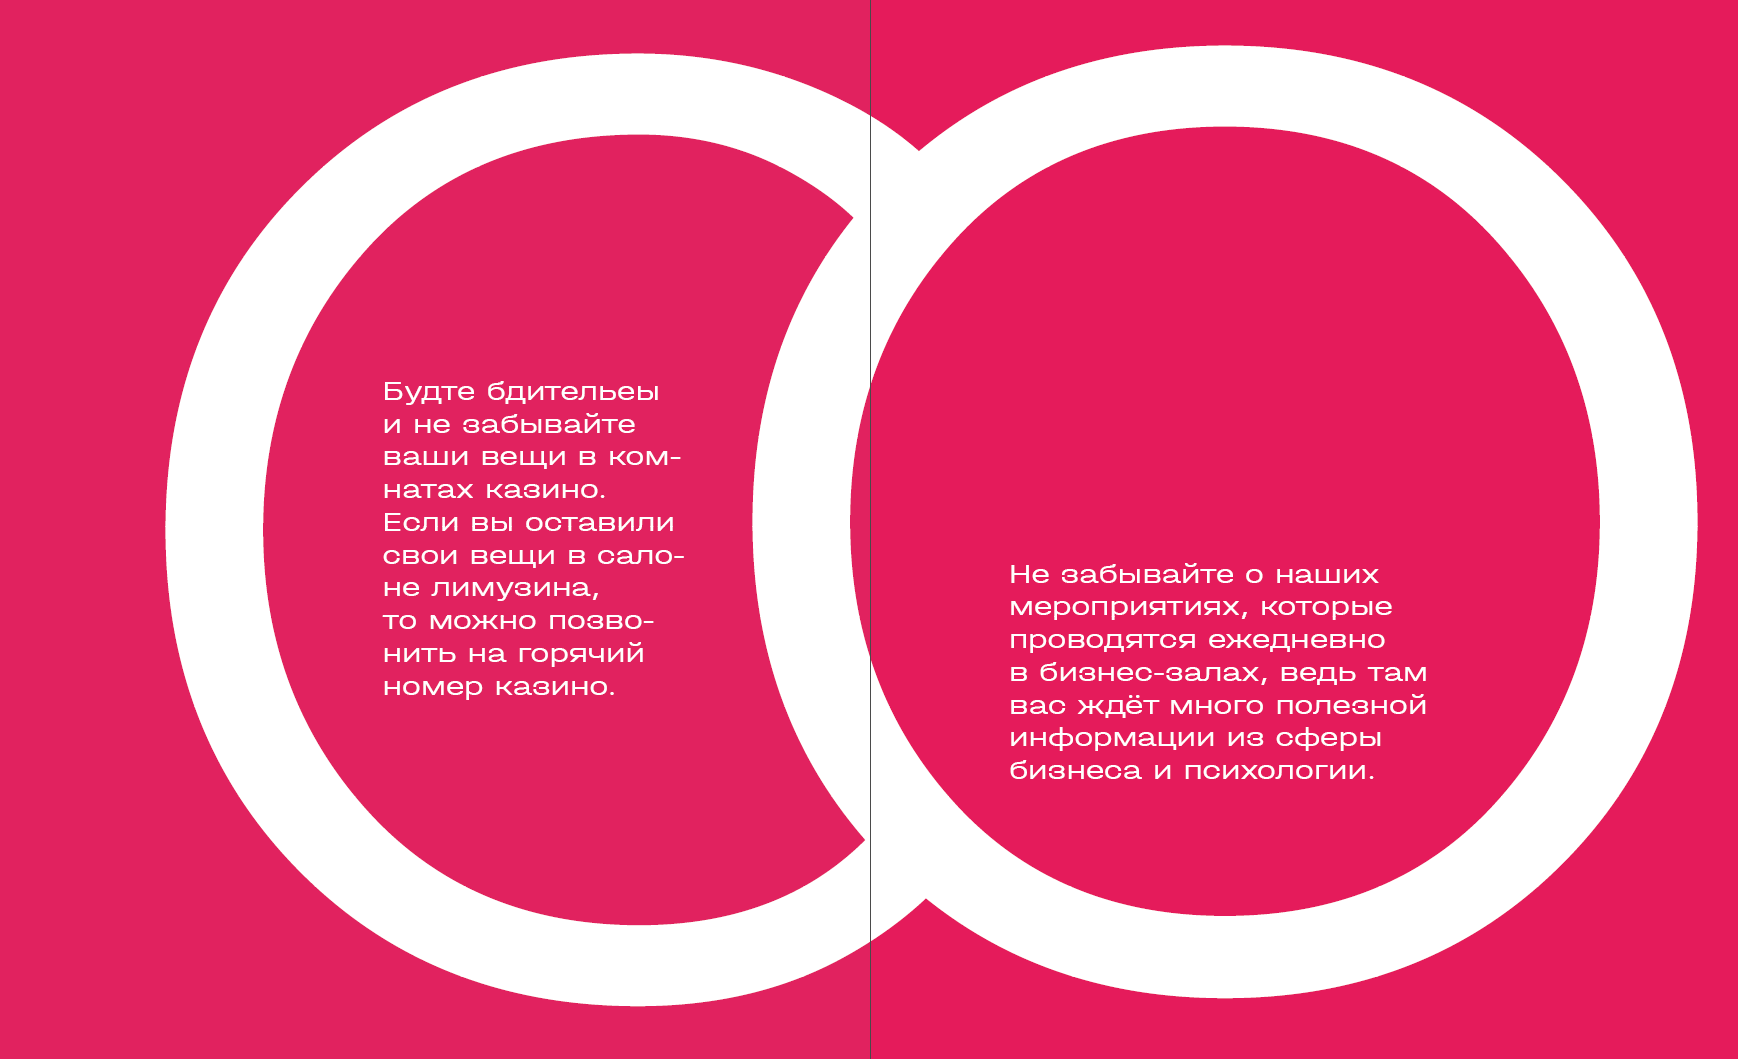 Будте бдительеы
и не забывайте
ваши вещи в ком-
натах казино.
Если вы оставили
свои вещи в сало-
не лимузина,
то можно позво-
нить на горячий
номер казино.
Не забывайте о наших
мероприятиях, которые
проводятся ежедневно
в бизнес-залах, ведь там
вас ждёт много полезной
информации из сферы
бизнеса и психологии.